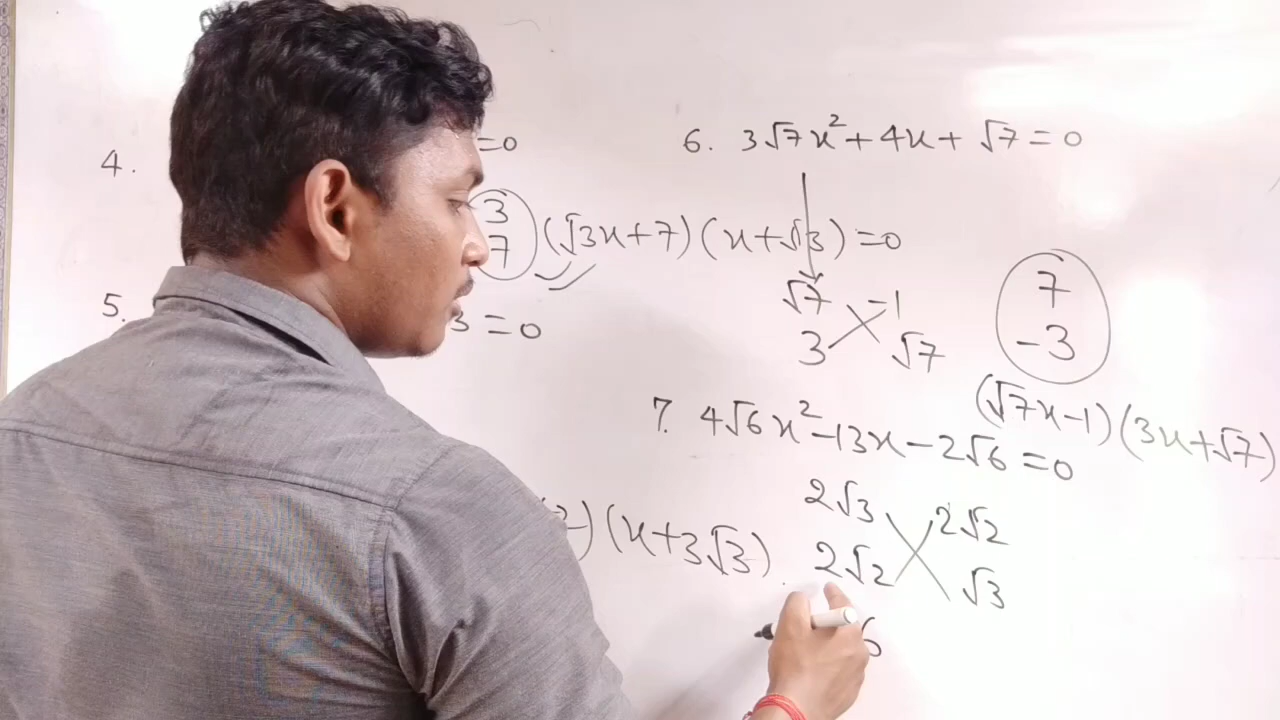 4.
=0
3
7
(√3x+7)(x+√3)=0
5.
3=0
)(x+3√3).
6. 3√7x²+4x+√7=0
√7 -1
3 √7
7
-3
(√7x-1)(3x+√7)
7. 4√6x²-13x-2√6=0
2√3 2√2
2√2 √3
6